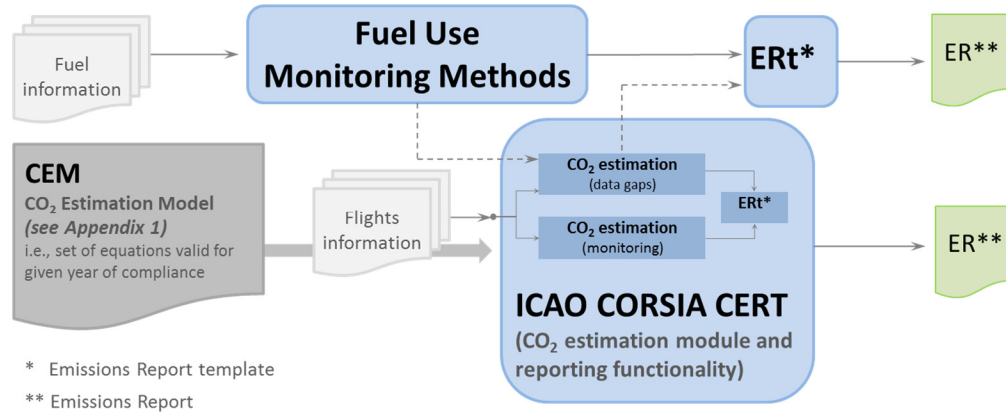 Fuel
information
Fuel Use
Monitoring Methods
ERt*
ER**
CEM
CO₂ Estimation Model
(see Appendix 1)
i.e., set of equations valid for
given year of compliance
Flights
information
CO₂ estimation
(data gaps)
ERt*
CO₂ estimation
(monitoring)
ER**
ICAO CORSIA CERT
(CO₂ estimation module and
reporting functionality)
* Emissions Report template
** Emissions Report